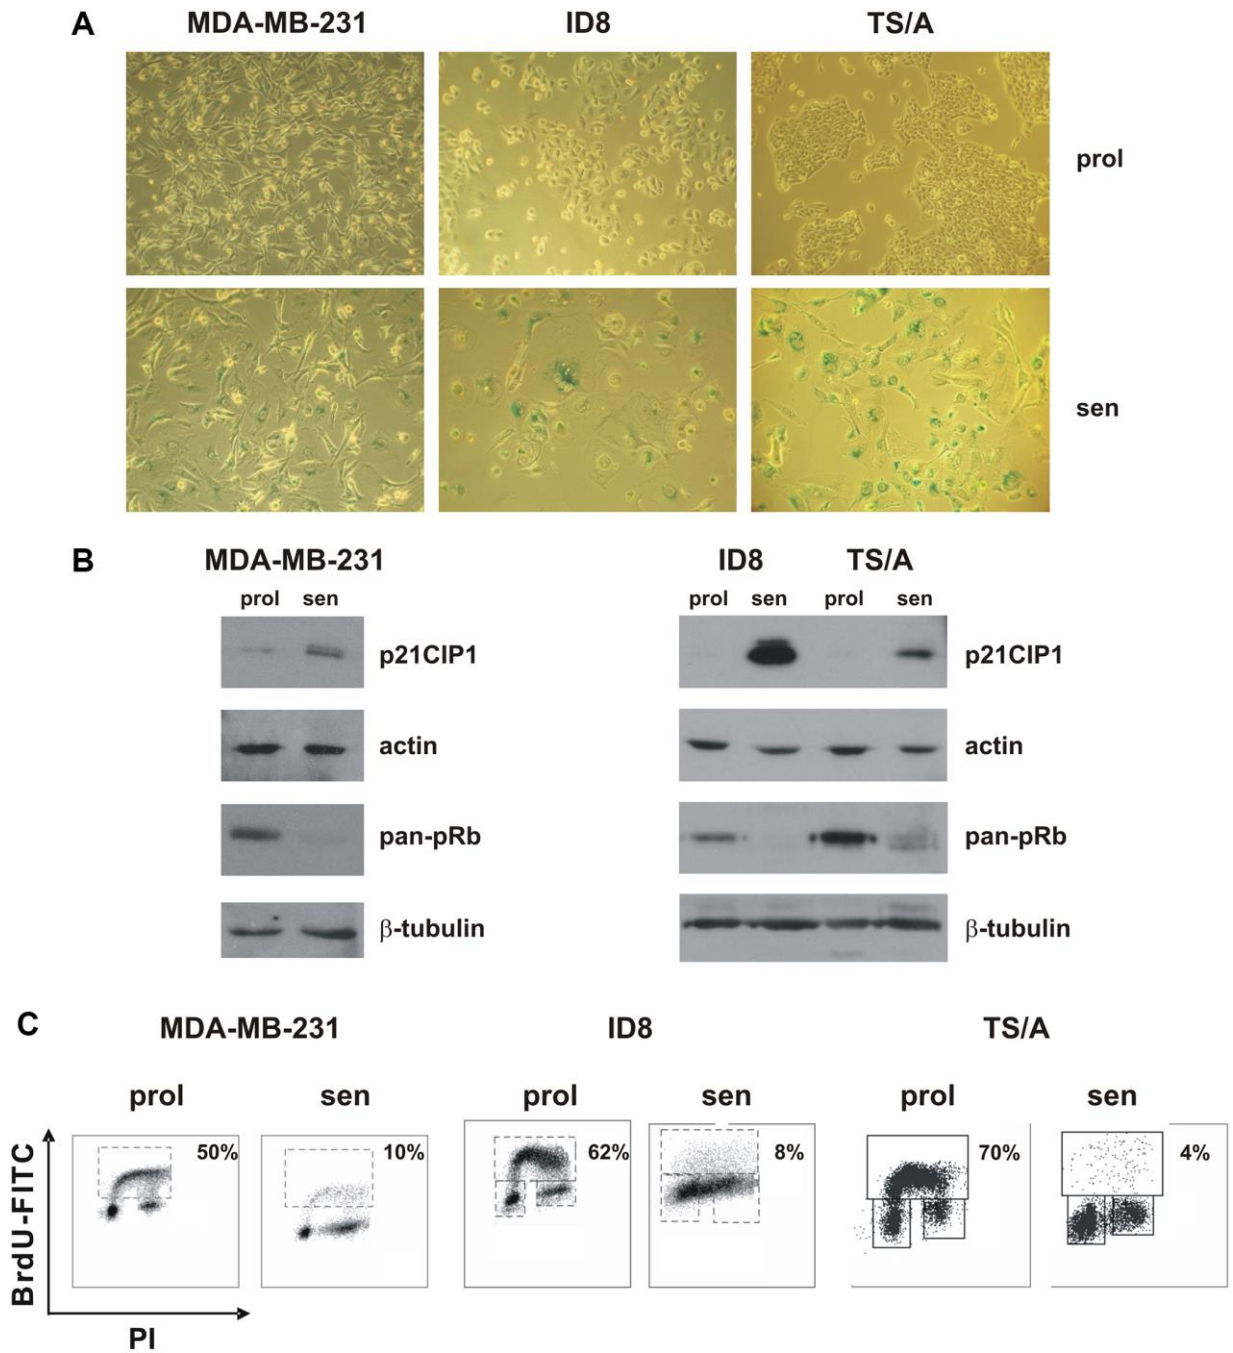 A MDA-MB-231 ID8 TS/A
prol
sen
B MDA-MB-231 ID8 TS/A
prol sen prol sen prol sen
p21CIP1 p21CIP1
actin actin
pan-pRb pan-pRb
β-tubulin β-tubulin
C MDA-MB-231 ID8 TS/A
prol sen prol sen prol sen
50% 10% 62% 8% 70% 4%
BrdU-FITC
PI